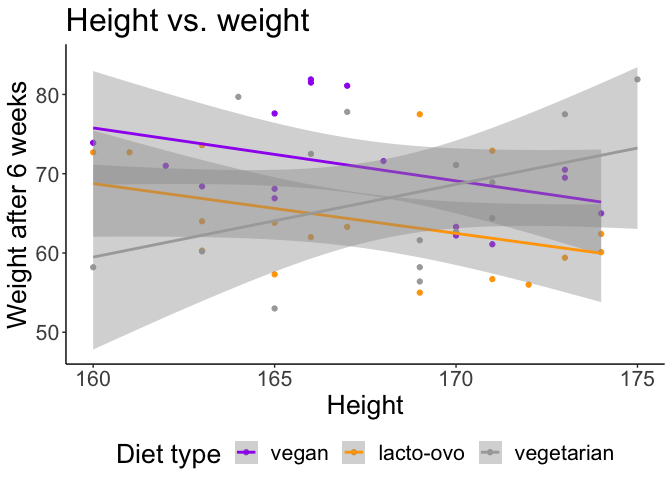 Height vs. weight
Weight after 6 weeks
80
70
60
50
160 165 170 175
Height
Diet type vegan lacto-ovo vegetarian